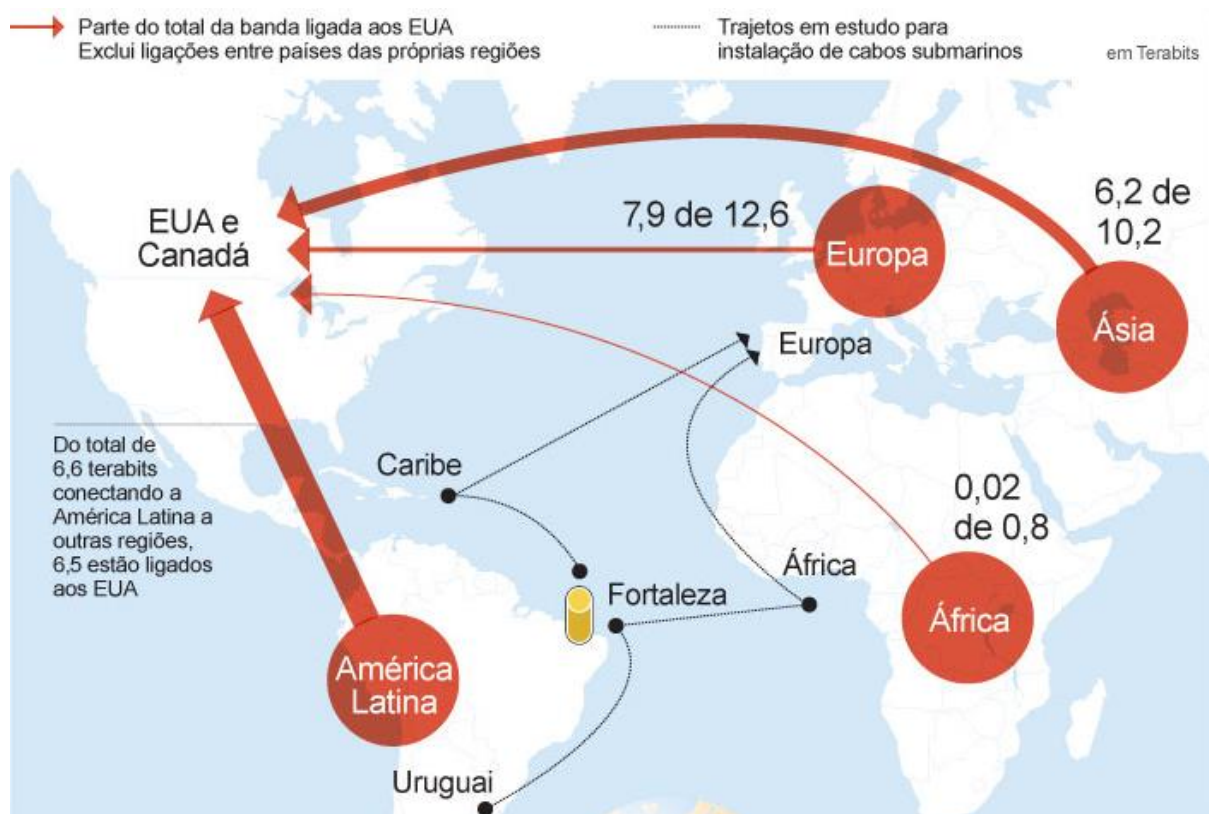 Parte do total da banda ligada aos EUA
Exclui ligações entre países das próprias regiões
Trajetos em estudo para
instalação de cabos submarinos
em Terabits
EUA e
Canadá
7,9 de 12,6
Europa
6,2 de
10,2
Ásia
Europa
Do total de
6,6 terabits
conectando a
América Latina a
outras regiões,
6,5 estão ligados
aos EUA
Caribe
0,02
de 0,8
África
Fortaleza
África
América
Latina
Uruguai